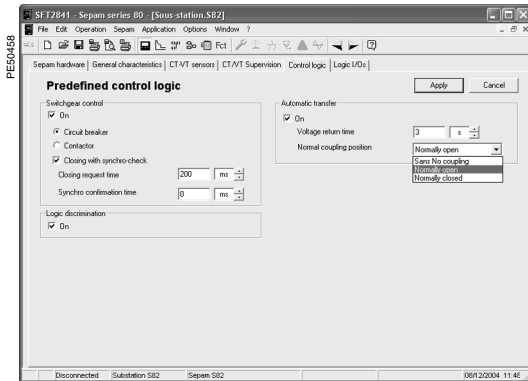 PE50458
SFT2841 - Sepam series 80 - [Sous-station.S82]
File Edit Operation Sepam Application Options Window ?
Fct
Sepam hardware General characteristics CT-VT sensors CT/VT Supervision Control logic Logic I/Os
Predefined control logic
Apply Cancel
Switchgear control
On
Circuit breaker
Contactor
Closing with synchro-check
Closing request time 200 ms
Synchro confirmation time 0 ms
Logic discrimination
On
Automatic transfer
On
Voltage return time 3 s
Normal coupling position Normally open
Sans No coupling
Normally open
Normally closed
Disconnected Substation S82 Sepam S82 08/12/2004 11:48